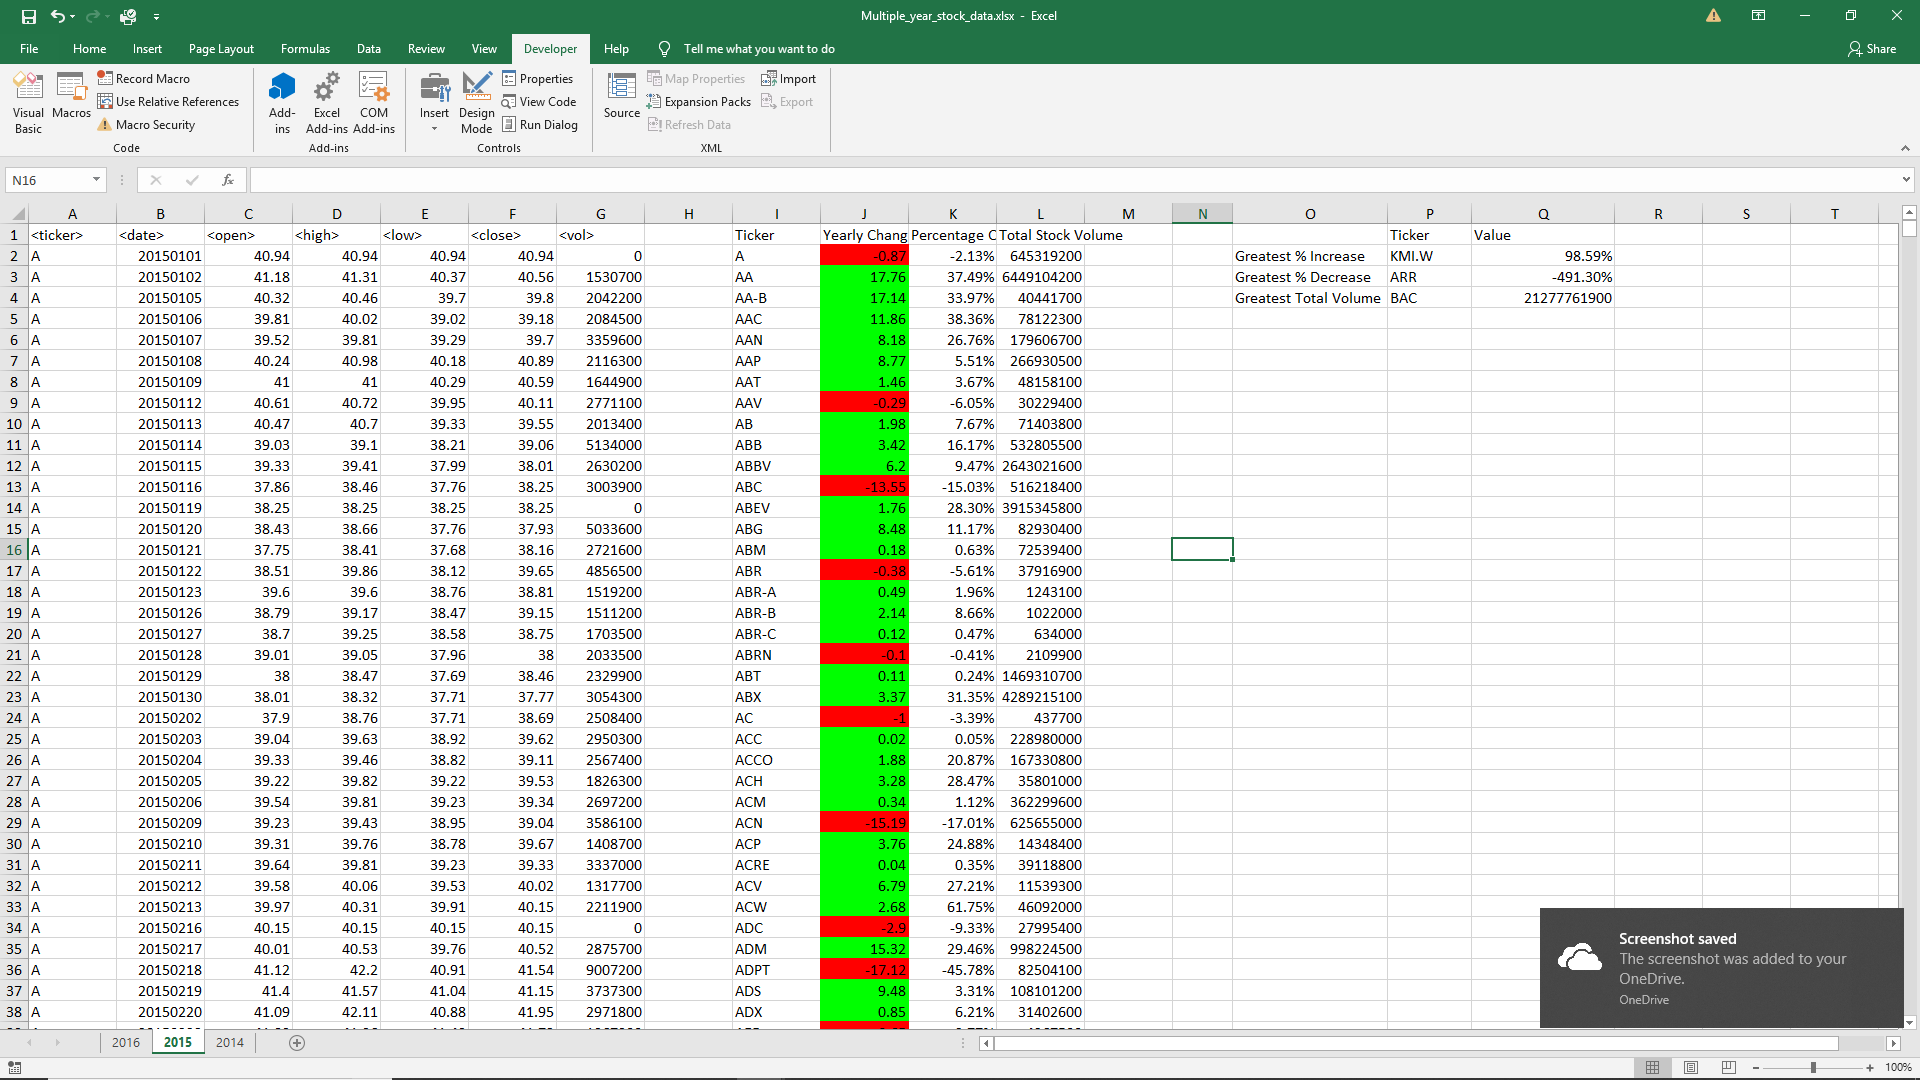 Multiple_year_stock_data.xlsx - Excel
File Home Insert Page Layout Formulas Data Review View Developer Help Tell me what you want to do Share
Visual Basic
Macros
Record Macro
Use Relative References
Macro Security
Code
Add-ins
Excel Add-ins
COM Add-ins
Add-ins
Insert
Design Mode
Properties
View Code
Run Dialog
Controls
Source
Map Properties
Expansion Packs
Refresh Data
Import
Export
XML
N16
fx
A B C D E F G H I J K L M N O P Q R S T
1 <ticker> <date> <open> <high> <low> <close> <vol> Ticker Yearly Chang Percentage C Total Stock Volume Ticker Value
2 A 20150101 40.94 40.94 40.94 40.94 0 A -0.87 -2.13% 645319200 Greatest % Increase KMI.W 98.59%
3 A 20150102 41.18 41.31 40.37 40.56 1530700 AA 17.76 37.49% 6449104200 Greatest % Decrease ARR -491.30%
4 A 20150105 40.32 40.46 39.7 39.8 2042200 AA-B 17.14 33.97% 40441700 Greatest Total Volume BAC 21277761900
5 A 20150106 39.81 40.02 39.02 39.18 2084500 AAC 11.86 38.36% 78122300
6 A 20150107 39.52 39.81 39.29 39.7 3359600 AAN 8.18 26.76% 179606700
7 A 20150108 40.24 40.98 40.18 40.89 2116300 AAP 8.77 5.51% 266930500
8 A 20150109 41 41 40.29 40.59 1644900 AAT 1.46 3.67% 48158100
9 A 20150112 40.61 40.72 39.95 40.11 2771100 AAV -0.29 -6.05% 30229400
10 A 20150113 40.47 40.7 39.33 39.55 2013400 AB 1.98 7.67% 71403800
11 A 20150114 39.03 39.1 38.21 39.06 5134000 ABB 3.42 16.17% 532805500
12 A 20150115 39.33 39.41 37.99 38.01 2630200 ABBV 6.2 9.47% 2643021600
13 A 20150116 37.86 38.46 37.76 38.25 3003900 ABC -13.55 -15.03% 516218400
14 A 20150119 38.25 38.25 38.25 38.25 0 ABEV 1.76 28.30% 3915345800
15 A 20150120 38.43 38.66 37.76 37.93 5033600 ABG 8.48 11.17% 82930400
16 A 20150121 37.75 38.41 37.68 38.16 2721600 ABM 0.18 0.63% 72539400
17 A 20150122 38.51 39.86 38.12 39.65 4856500 ABR -0.38 -5.61% 37916900
18 A 20150123 39.6 39.6 38.76 38.81 1519200 ABR-A 0.49 1.96% 1243100
19 A 20150126 38.79 39.17 38.47 39.15 1511200 ABR-B 2.14 8.66% 1022000
20 A 20150127 38.7 39.25 38.58 38.75 1703500 ABR-C 0.12 0.47% 634000
21 A 20150128 39.01 39.05 37.96 38 2033500 ABRN -0.1 -0.41% 2109900
22 A 20150129 38 38.47 37.69 38.46 2329900 ABT 0.11 0.24% 1469310700
23 A 20150130 38.01 38.32 37.71 37.77 3054300 ABX 3.37 31.35% 4289215100
24 A 20150202 37.9 38.76 37.71 38.69 2508400 AC -1 -3.39% 437700
25 A 20150203 39.04 39.63 38.92 39.62 2950300 ACC 0.02 0.05% 228980000
26 A 20150204 39.33 39.46 38.82 39.11 2567400 ACCO 1.88 20.87% 167330800
27 A 20150205 39.22 39.82 39.22 39.53 1826300 ACH 3.28 28.47% 35801000
28 A 20150206 39.54 39.81 39.23 39.34 2697200 ACM 0.34 1.12% 362299600
29 A 20150209 39.23 39.43 38.95 39.04 3586100 ACN -15.19 -17.01% 625655000
30 A 20150210 39.31 39.76 38.78 39.67 1408700 ACP 3.76 24.88% 14348400
31 A 20150211 39.64 39.81 39.23 39.33 3337000 ACRE 0.04 0.35% 39118800
32 A 20150212 39.58 40.06 39.53 40.02 1317700 ACV 6.79 27.21% 11539300
33 A 20150213 39.97 40.31 39.91 40.15 2211900 ACW 2.68 61.75% 46092000
34 A 20150216 40.15 40.15 40.15 40.15 0 ADC -2.9 -9.33% 27995400
35 A 20150217 40.01 40.53 39.76 40.52 2875700 ADM 15.32 29.46% 998224500
36 A 20150218 41.12 42.2 40.91 41.54 9007200 ADPT -17.12 -45.78% 82504100
37 A 20150219 41.4 41.57 41.04 41.15 3737300 ADS 9.48 3.31% 108101200
38 A 20150220 41.09 42.11 40.88 41.95 2971800 ADX 0.85 6.21% 31402600
Screenshot saved
The screenshot was added to your
OneDrive.
OneDrive
2016 2015 2014
100%